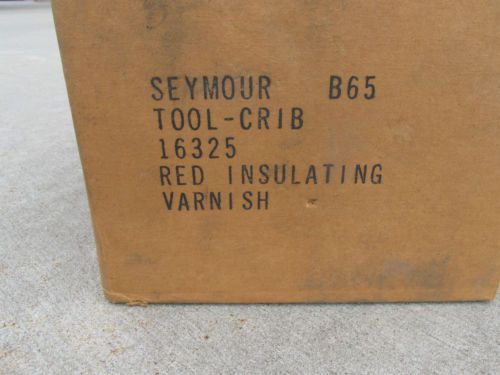 SEYMOUR B65
TOOL-CRIB
16325
RED INSULATING
VARNISH